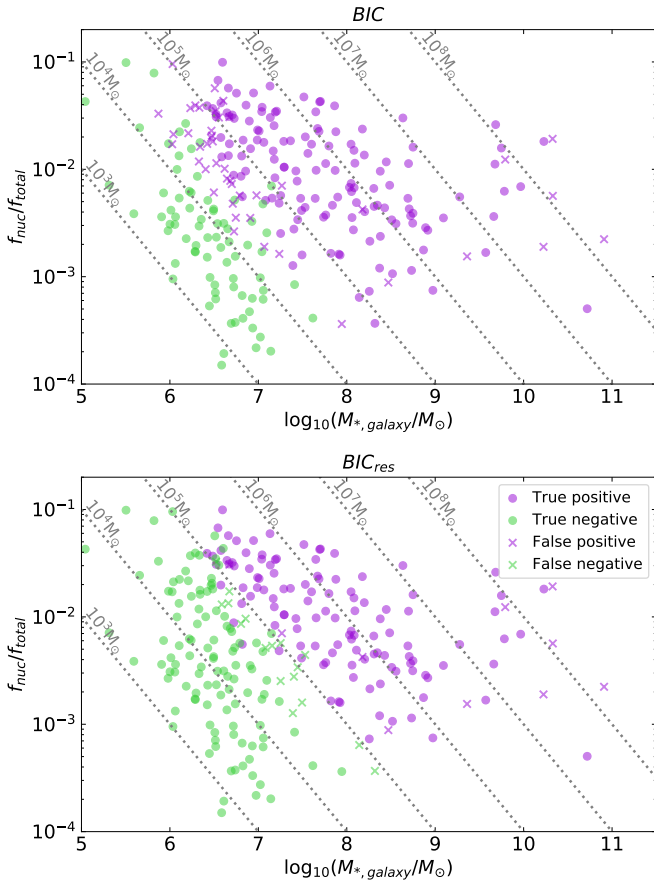 BIC
10⁻¹
10⁻²
10⁻³
10⁻⁴
f_nuc/f_total
10³M⊙
10⁴M⊙
10⁵M⊙
10⁶M⊙
10⁷M⊙
10⁸M⊙
5 6 7 8 9 10 11
log₁₀(M_*, galaxy/M⊙)
BIC_res
10⁻¹
10⁻²
10⁻³
10⁻⁴
f_nuc/f_total
10³M⊙
10⁴M⊙
10⁵M⊙
10⁶M⊙
10⁷M⊙
10⁸M⊙
True positive
True negative
False positive
False negative
5 6 7 8 9 10 11
log₁₀(M_*, galaxy/M⊙)